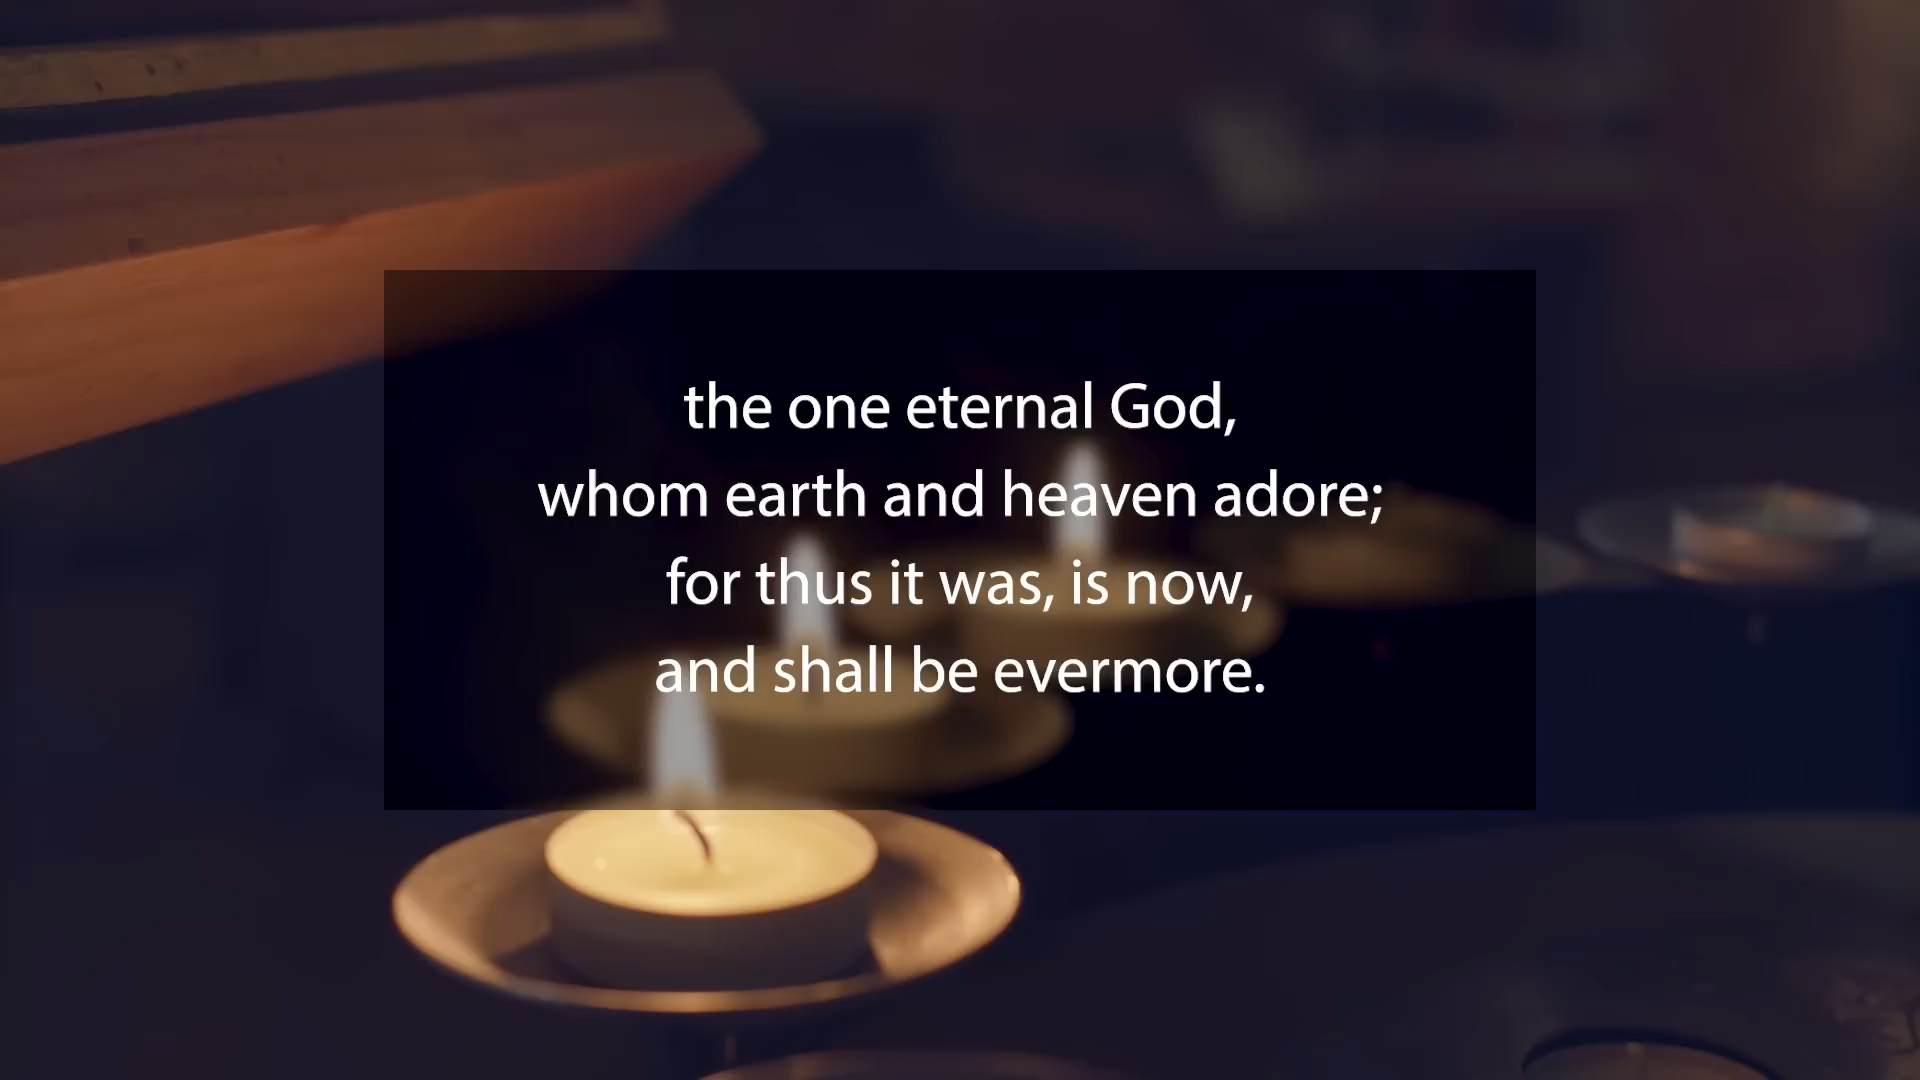 the one eternal God,
whom earth and heaven adore;
for thus it was, is now,
and shall be evermore.